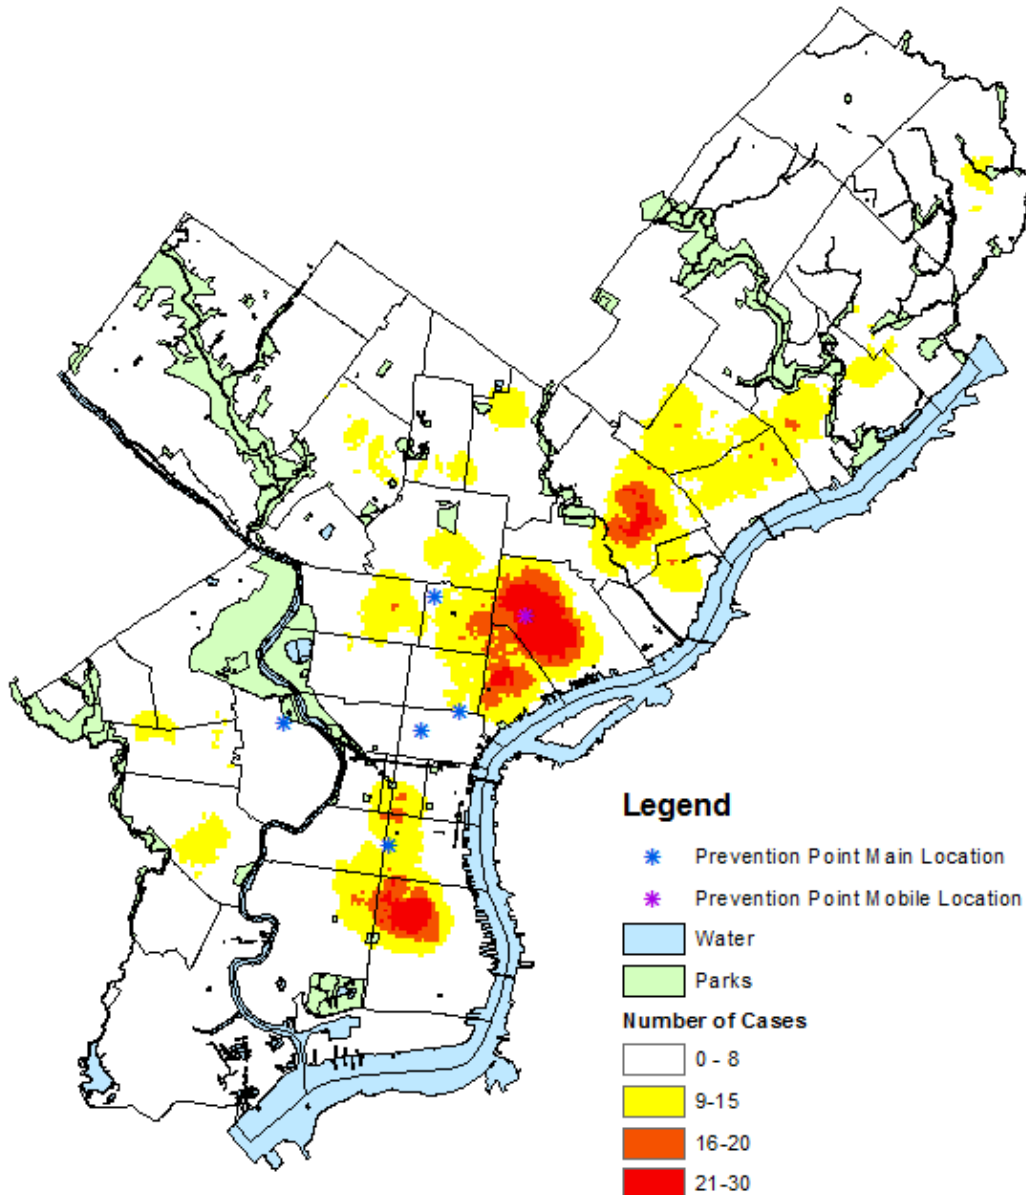 Legend
Prevention Point Main Location
Prevention Point Mobile Location
Water
Parks
Number of Cases
0 - 8
9-15
16-20
21-30